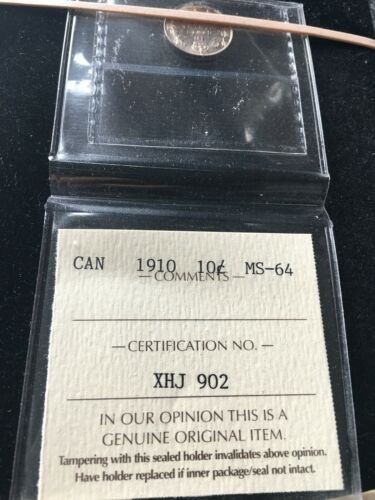 CAN 1910 10¢ MS-64
— COMMENTS —
— CERTIFICATION NO. —
XHJ 902
IN OUR OPINION THIS IS A
GENUINE ORIGINAL ITEM.
Tampering with this sealed holder invalidates above opinion.
Have holder replaced if inner package/seal not intact.